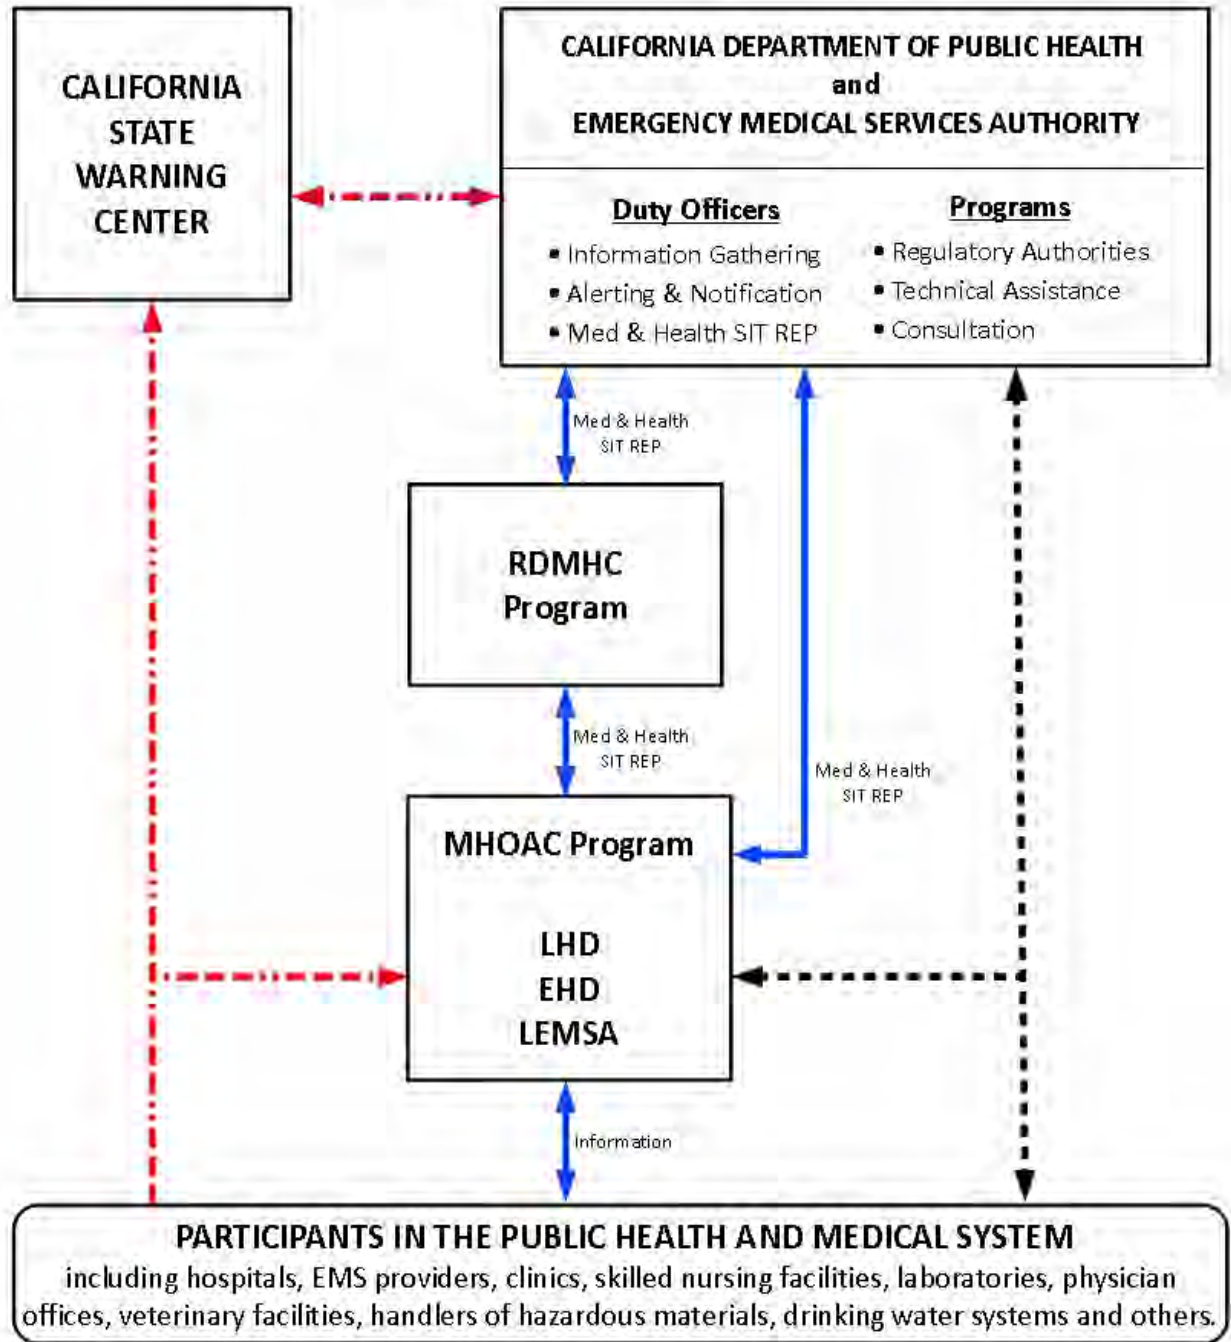 CALIFORNIA
STATE
WARNING
CENTER
CALIFORNIA DEPARTMENT OF PUBLIC HEALTH
and
EMERGENCY MEDICAL SERVICES AUTHORITY
Duty Officers
• Information Gathering
• Alerting & Notification
• Med & Health SIT REP
Programs
• Regulatory Authorities
• Technical Assistance
• Consultation
Med & Health
SIT REP
RDMHC
Program
Med & Health
SIT REP
Med & Health
SIT REP
MHOAC Program
LHD
EHD
LEMSA
Information
PARTICIPANTS IN THE PUBLIC HEALTH AND MEDICAL SYSTEM
including hospitals, EMS providers, clinics, skilled nursing facilities, laboratories, physician
offices, veterinary facilities, handlers of hazardous materials, drinking water systems and others.